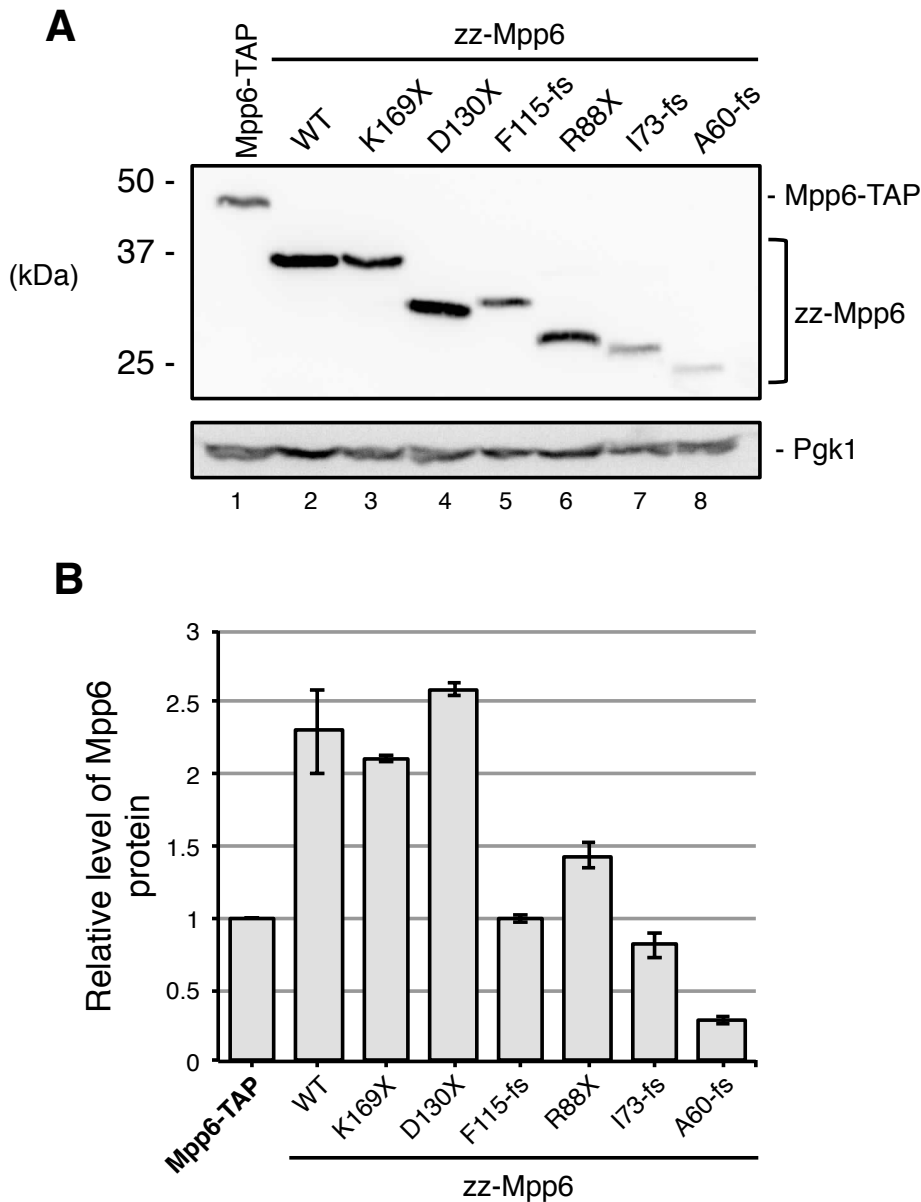 A
zz-Mpp6
Mpp6-TAP
WT
K169X
D130X
F115-fs
R88X
I73-fs
A60-fs
50 -
37 -
(kDa)
25 -
- Mpp6-TAP
zz-Mpp6
- Pgk1
1 2 3 4 5 6 7 8
B
Relative level of Mpp6
protein
3
2.5
2
1.5
1
0.5
0
Mpp6-TAP
WT
K169X
D130X
F115-fs
R88X
I73-fs
A60-fs
zz-Mpp6